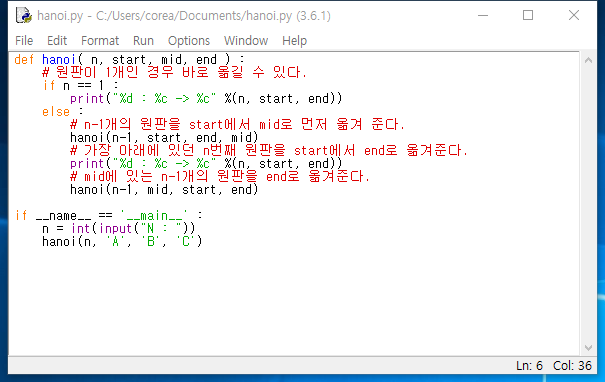 hanoi.py - C:/Users/corea/Documents/hanoi.py (3.6.1)
File Edit Format Run Options Window Help
def hanoi( n, start, mid, end ) :
    # 원판이 1개인 경우 바로 옮길 수 있다.
    if n == 1 :
        print("%d : %c -> %c" %(n, start, end))
    else :
        # n-1개의 원판을 start에서 mid로 먼저 옮겨 준다.
        hanoi(n-1, start, end, mid)
        # 가장 아래에 있던 n번째 원판을 start에서 end로 옮겨준다.
        print("%d : %c -> %c" %(n, start, end))
        # mid에 있는 n-1개의 원판을 end로 옮겨준다.
        hanoi(n-1, mid, start, end)
if __name__ == '__main__' :
    n = int(input("N : "))
    hanoi(n, 'A', 'B', 'C')
Ln: 6 Col: 36